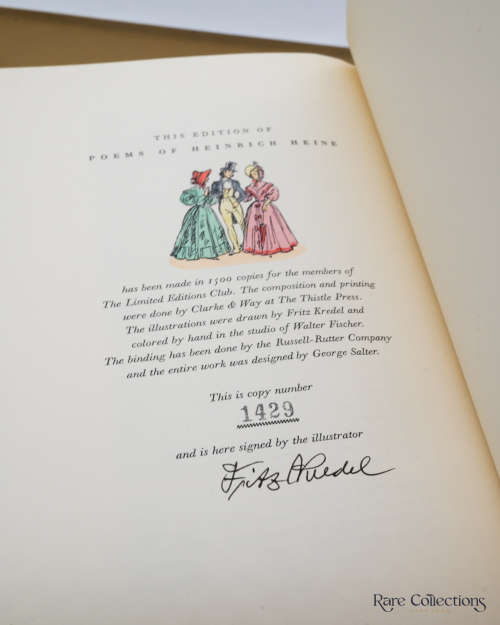 THIS EDITION OF
POEMS OF HEINRICH HEINE
has been made in 1500 copies for the members of
The Limited Editions Club. The composition and printing
were done by Clarke & Way at The Thistle Press.
The illustrations were drawn by Fritz Kredel and
colored by hand in the studio of Walter Fischer.
The binding has been done by the Russell-Rutter Company
and the entire work was designed by George Salter.
This is copy number
1429
and is here signed by the illustrator
Fritz Kredel
Rare Collections